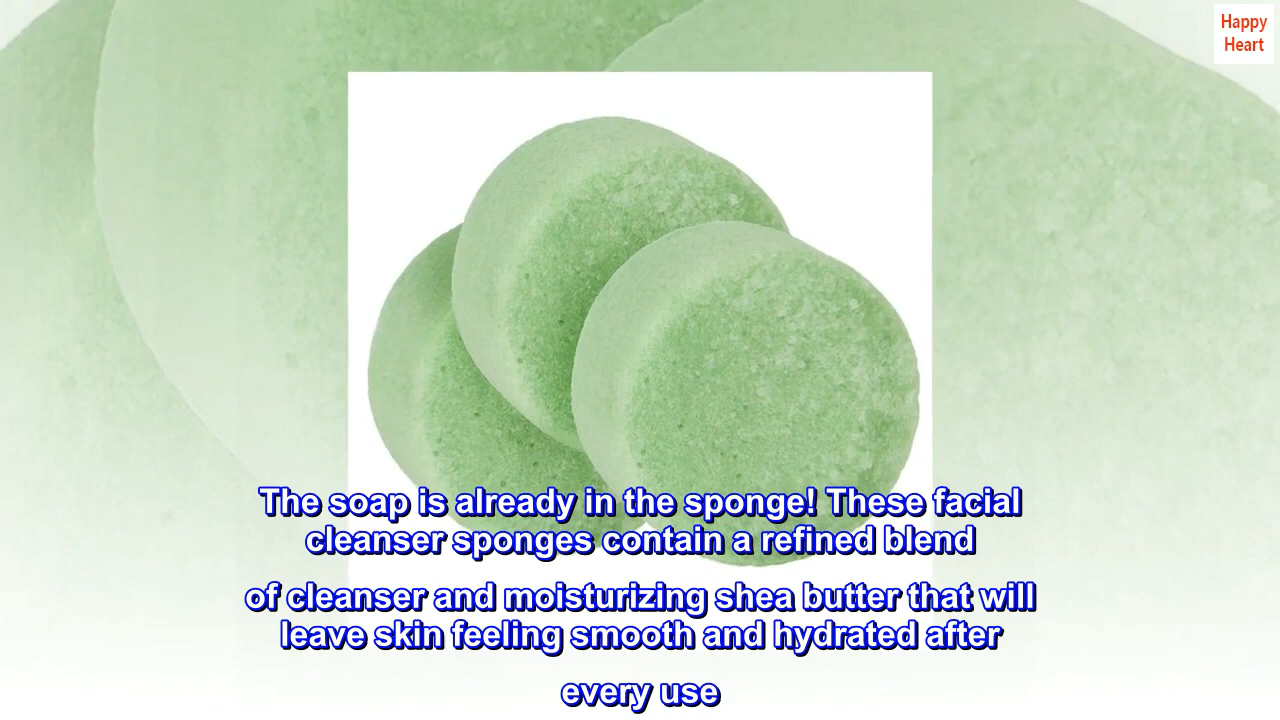 Happy
Heart
The soap is already in the sponge! These facial
cleanser sponges contain a refined blend
of cleanser and moisturizing shea butter that will
leave skin feeling smooth and hydrated after
every use